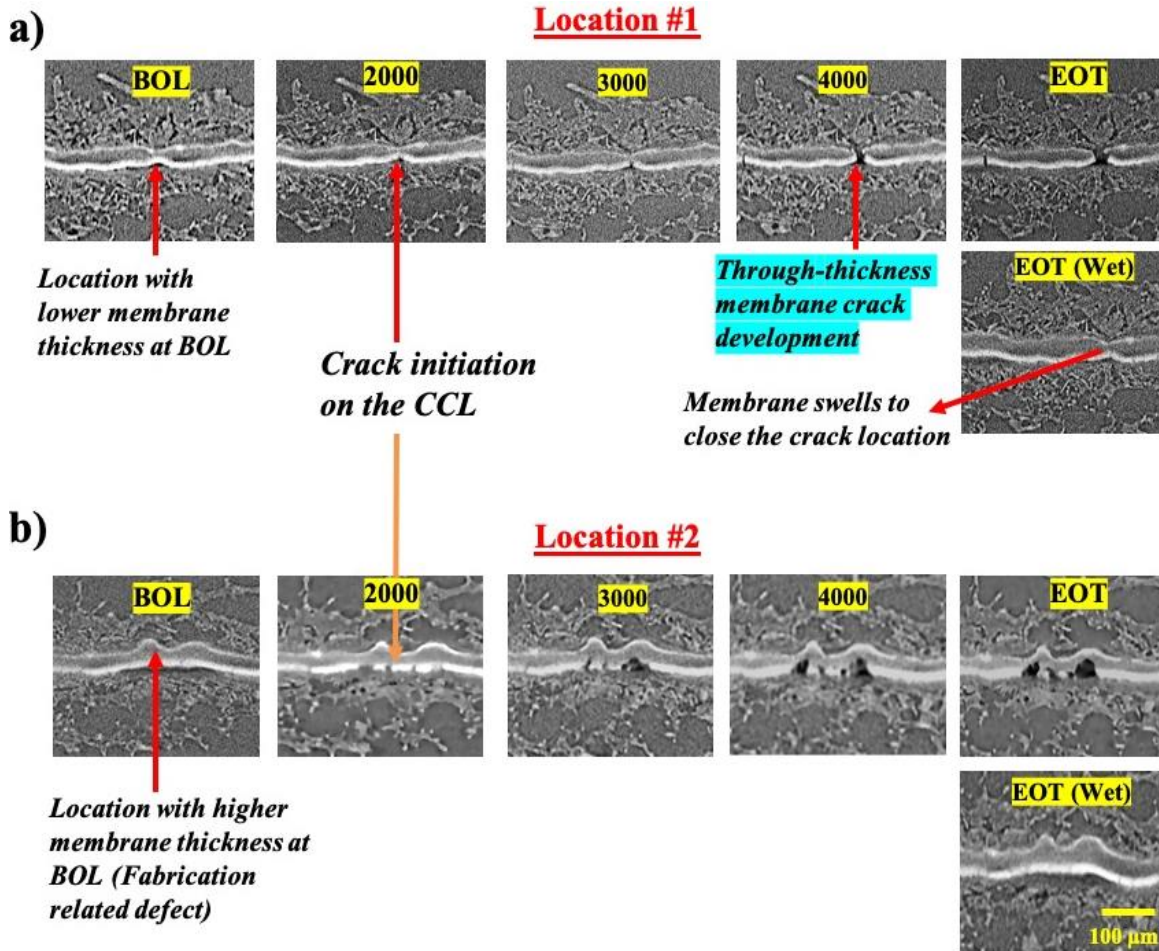 a)
Location #1
BOL
2000
3000
4000
EOT
Location with
lower membrane
thickness at BOL
Crack initiation
on the CCL
Through-thickness
membrane crack
development
EOT (Wet)
Membrane swells to
close the crack location
b)
Location #2
BOL
2000
3000
4000
EOT
Location with higher
membrane thickness at
BOL (Fabrication
related defect)
EOT (Wet)
100 µm